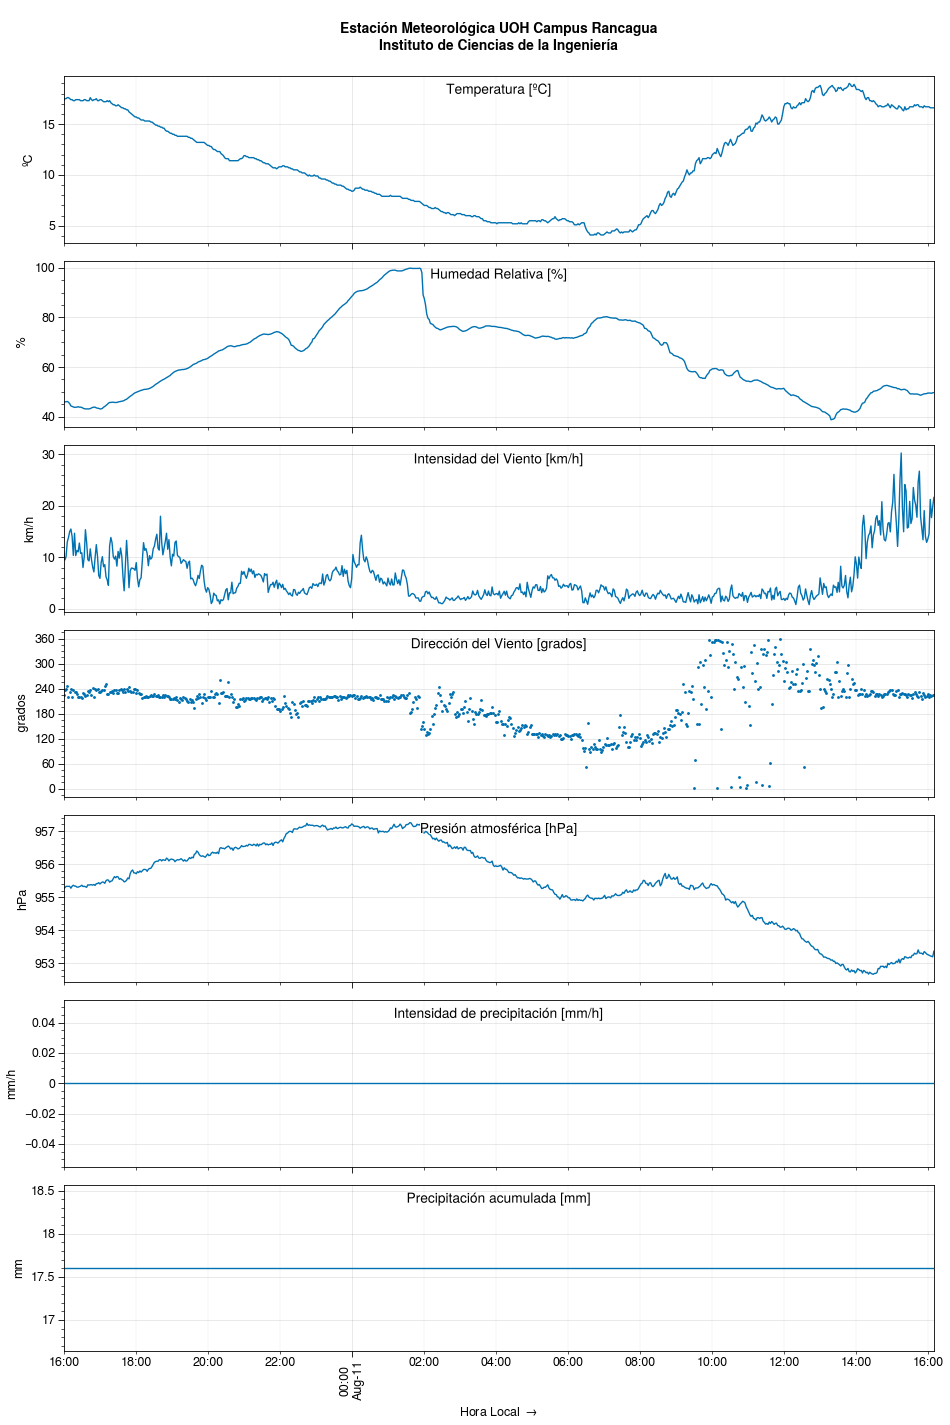 Estación Meteorológica UOH Campus Rancagua
Instituto de Ciencias de la Ingeniería
Temperatura [ºC]
15
10
5
ºC
Humedad Relativa [%]
100
80
60
40
%
Intensidad del Viento [km/h]
30
20
10
0
km/h
Dirección del Viento [grados]
360
300
240
180
120
60
0
grados
Presión atmosférica [hPa]
957
956
955
954
953
hPa
Intensidad de precipitación [mm/h]
0.04
0.02
0
−0.02
−0.04
mm/h
Precipitación acumulada [mm]
18.5
18
17.5
17
mm
16:00 18:00 20:00 22:00 00:00 02:00 04:00 06:00 08:00 10:00 12:00 14:00 16:00
Aug-11
Hora Local →